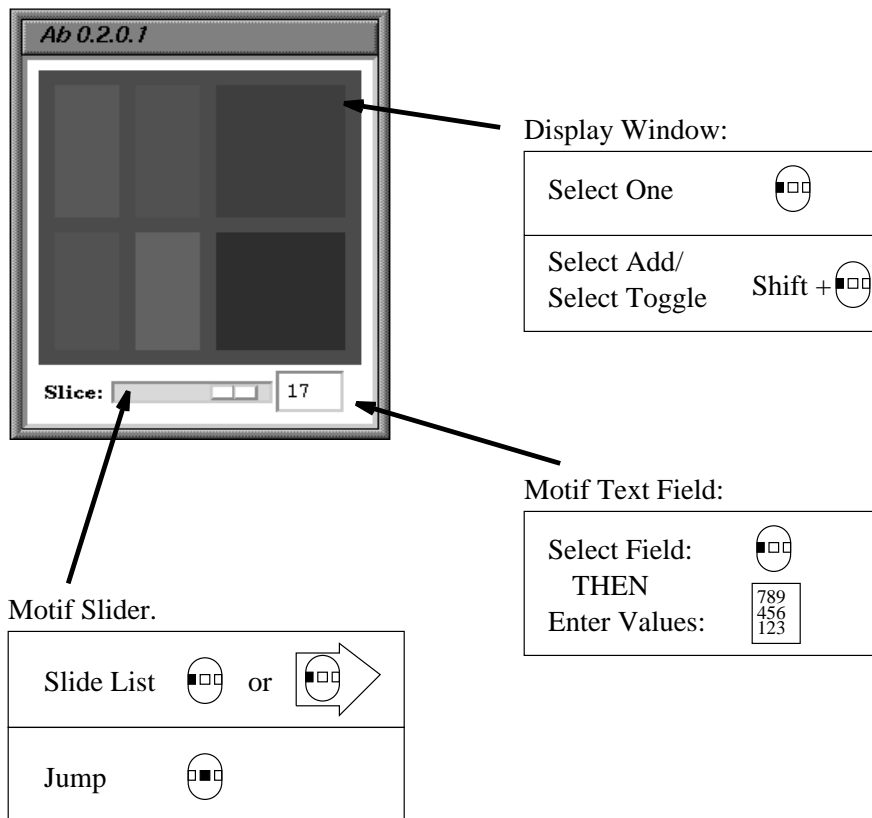 Ab 0.2.0.1
Slice:
17
Display Window:
Select One
Select Add/
Select Toggle
Shift +
Motif Text Field:
Select Field:
THEN
Enter Values:
789
456
123
Motif Slider.
Slide List
or
Jump